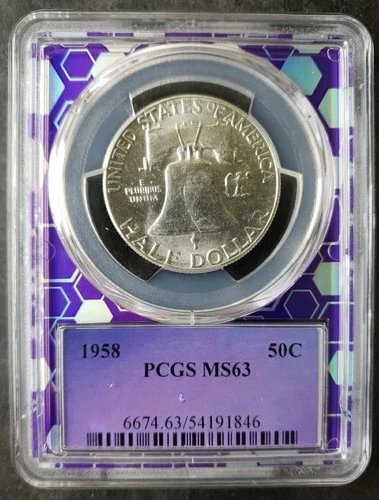 UNITED STATES OF AMERICA
E
PLURIBUS
UNUM
HALF DOLLAR
1958 50C
PCGS MS63
6674.63/54191846